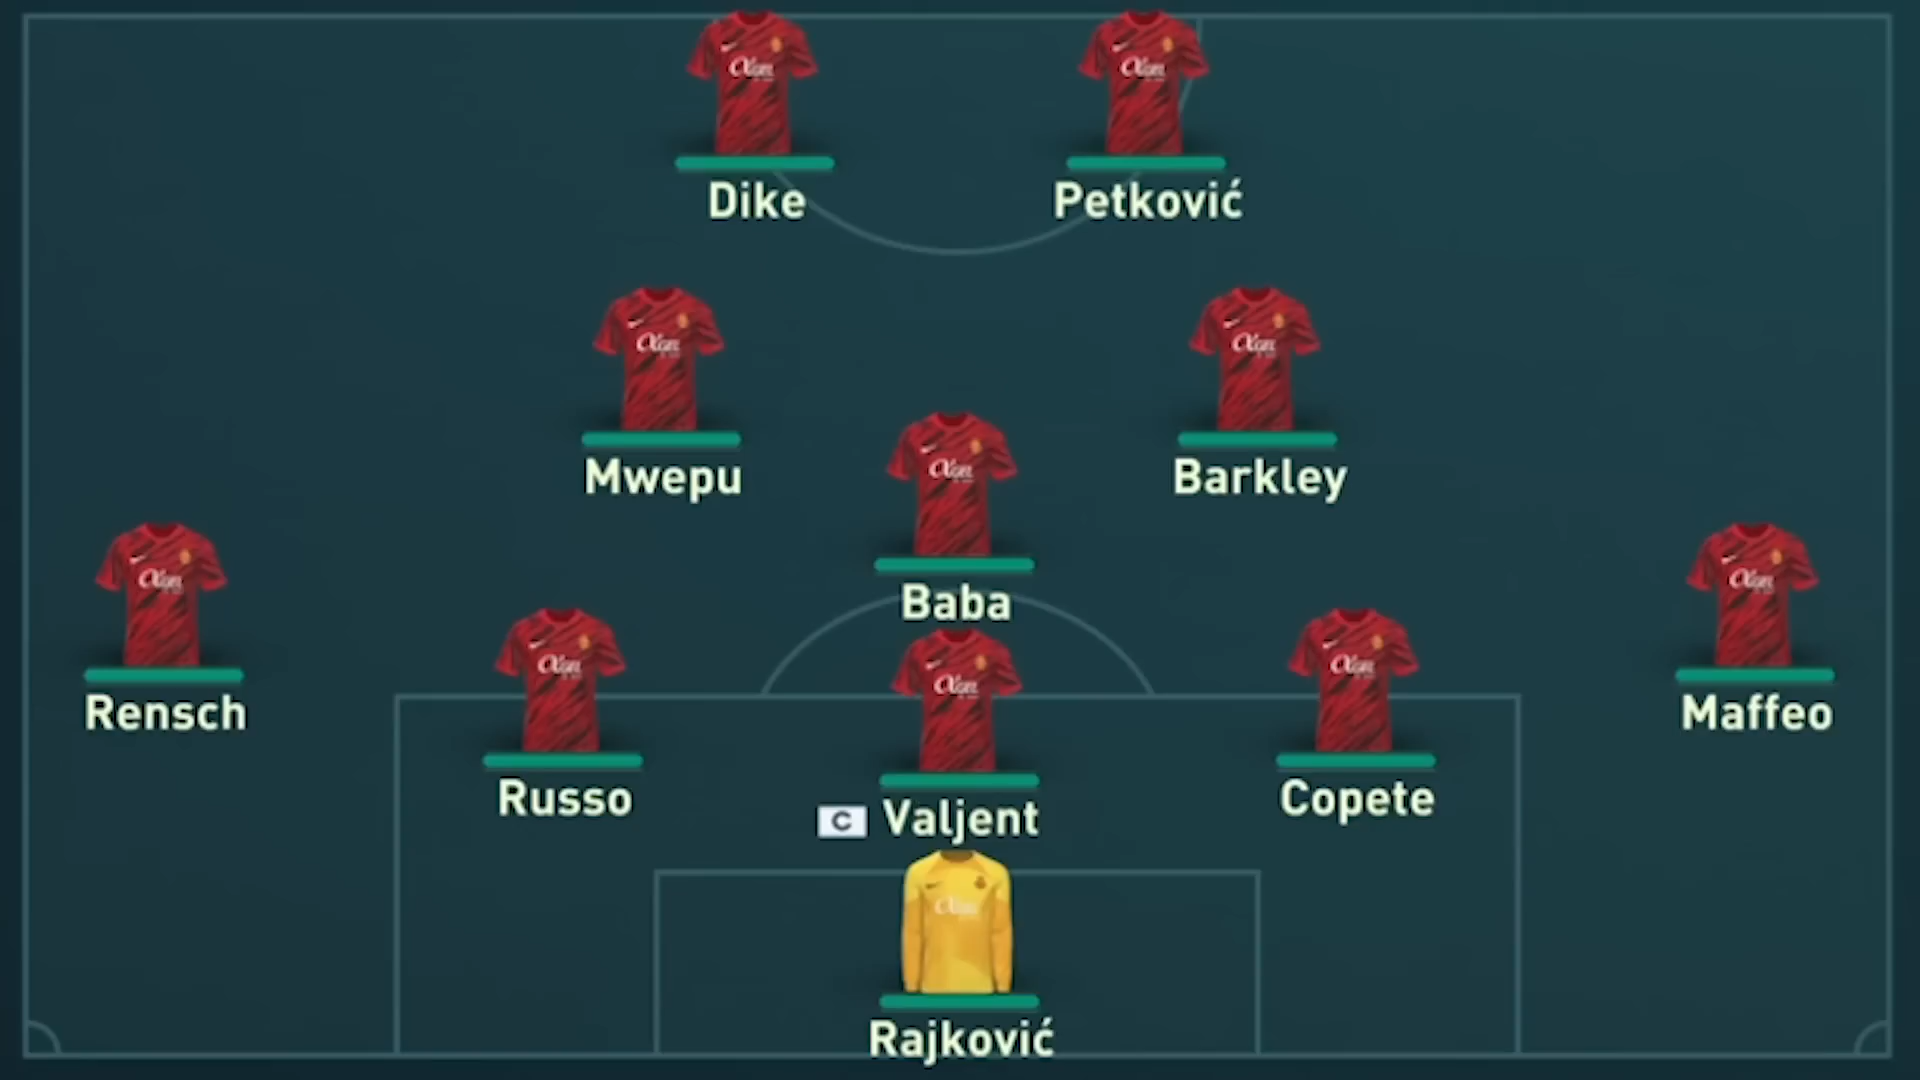 Dike
Petković
Mwepu
Barkley
Baba
Rensch
Maffeo
Russo
Copete
C Valjent
Rajković